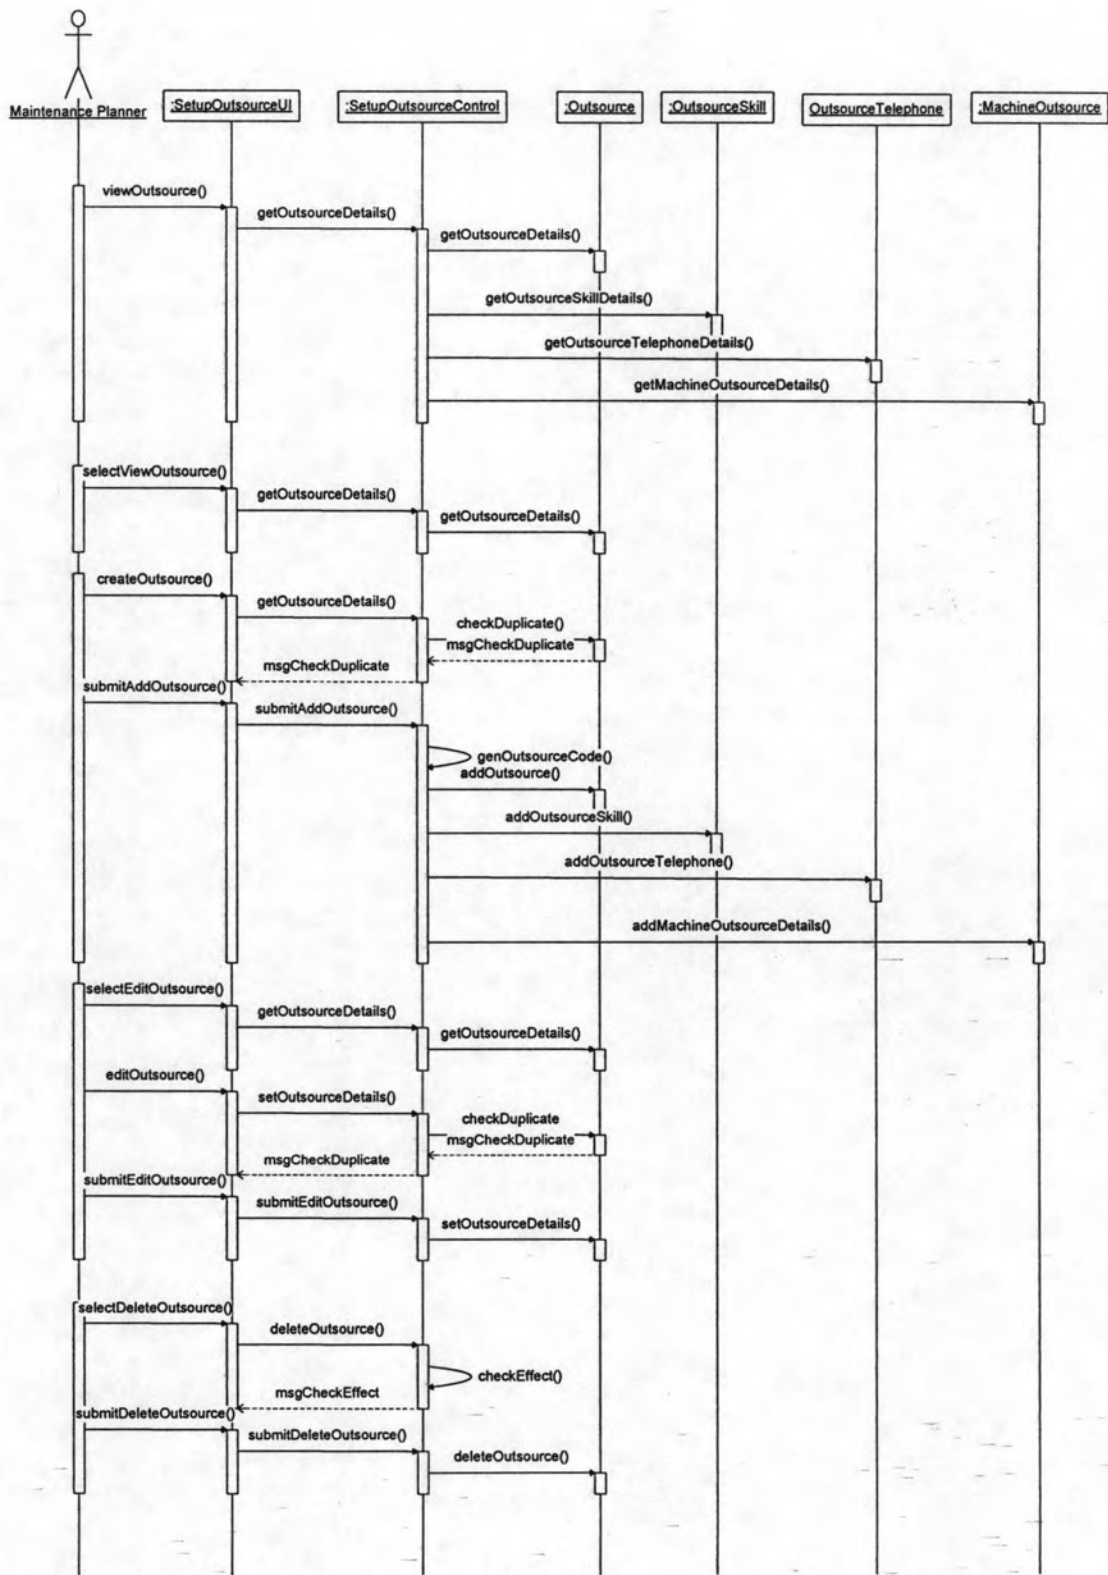 Maintenance Planner
:SetupOutsourceUI
:SetupOutsourceControl
:Outsource
:OutsourceSkill
OutsourceTelephone
:MachineOutsource
viewOutsource()
getOutsourceDetails()
getOutsourceDetails()
getOutsourceSkillDetails()
getOutsourceTelephoneDetails()
getMachineOutsourceDetails()
selectViewOutsource()
getOutsourceDetails()
getOutsourceDetails()
createOutsource()
getOutsourceDetails()
checkDuplicate()
msgCheckDuplicate
msgCheckDuplicate
submitAddOutsource()
submitAddOutsource()
genOutsourceCode()
addOutsource()
addOutsourceSkill()
addOutsourceTelephone()
addMachineOutsourceDetails()
selectEditOutsource()
getOutsourceDetails()
getOutsourceDetails()
editOutsource()
setOutsourceDetails()
checkDuplicate
msgCheckDuplicate
msgCheckDuplicate
submitEditOutsource()
submitEditOutsource()
setOutsourceDetails()
selectDeleteOutsource()
deleteOutsource()
checkEffect()
msgCheckEffect
submitDeleteOutsource()
submitDeleteOutsource()
deleteOutsource()